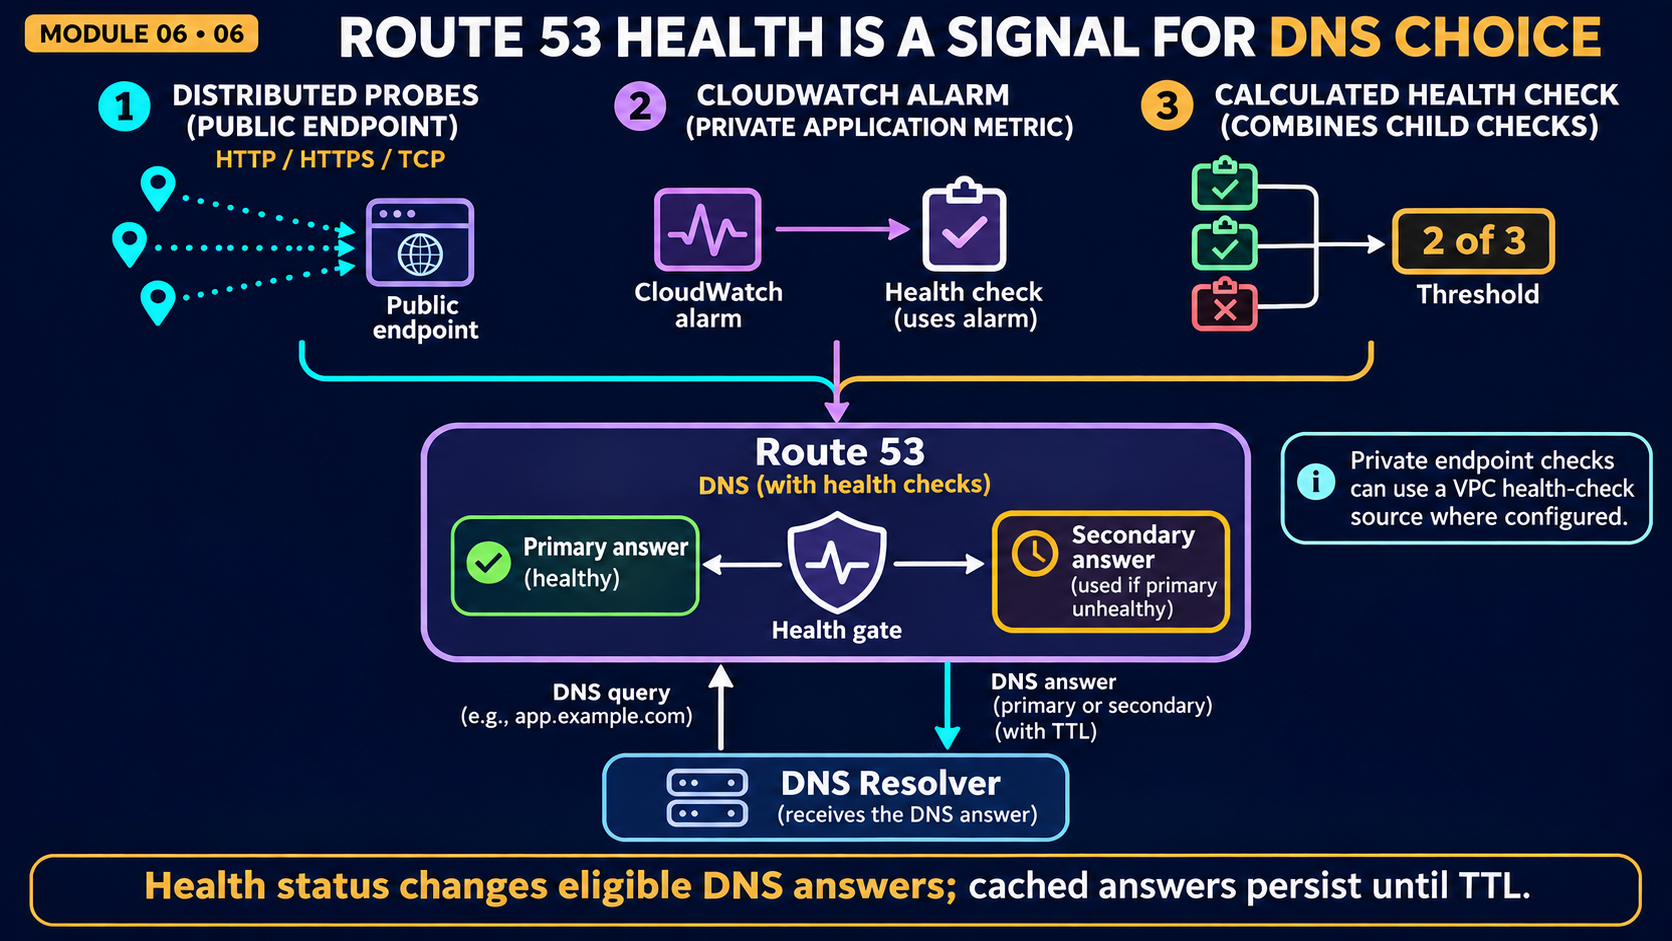 MODULE 06 • 06
ROUTE 53 HEALTH IS A SIGNAL FOR DNS CHOICE
1
DISTRIBUTED PROBES
(PUBLIC ENDPOINT)
HTTP / HTTPS / TCP
Public
endpoint
2
CLOUDWATCH ALARM
(PRIVATE APPLICATION METRIC)
CloudWatch
alarm
Health check
(uses alarm)
3
CALCULATED HEALTH CHECK
(COMBINES CHILD CHECKS)
2 of 3
Threshold
Route 53
DNS (with health checks)
Primary answer
(healthy)
Health gate
Secondary
answer
(used if primary
unhealthy)
i
Private endpoint checks
can use a VPC health-check
source where configured.
DNS query
(e.g., app.example.com)
DNS answer
(primary or secondary)
(with TTL)
DNS Resolver
(receives the DNS answer)
Health status changes eligible DNS answers; cached answers persist until TTL.